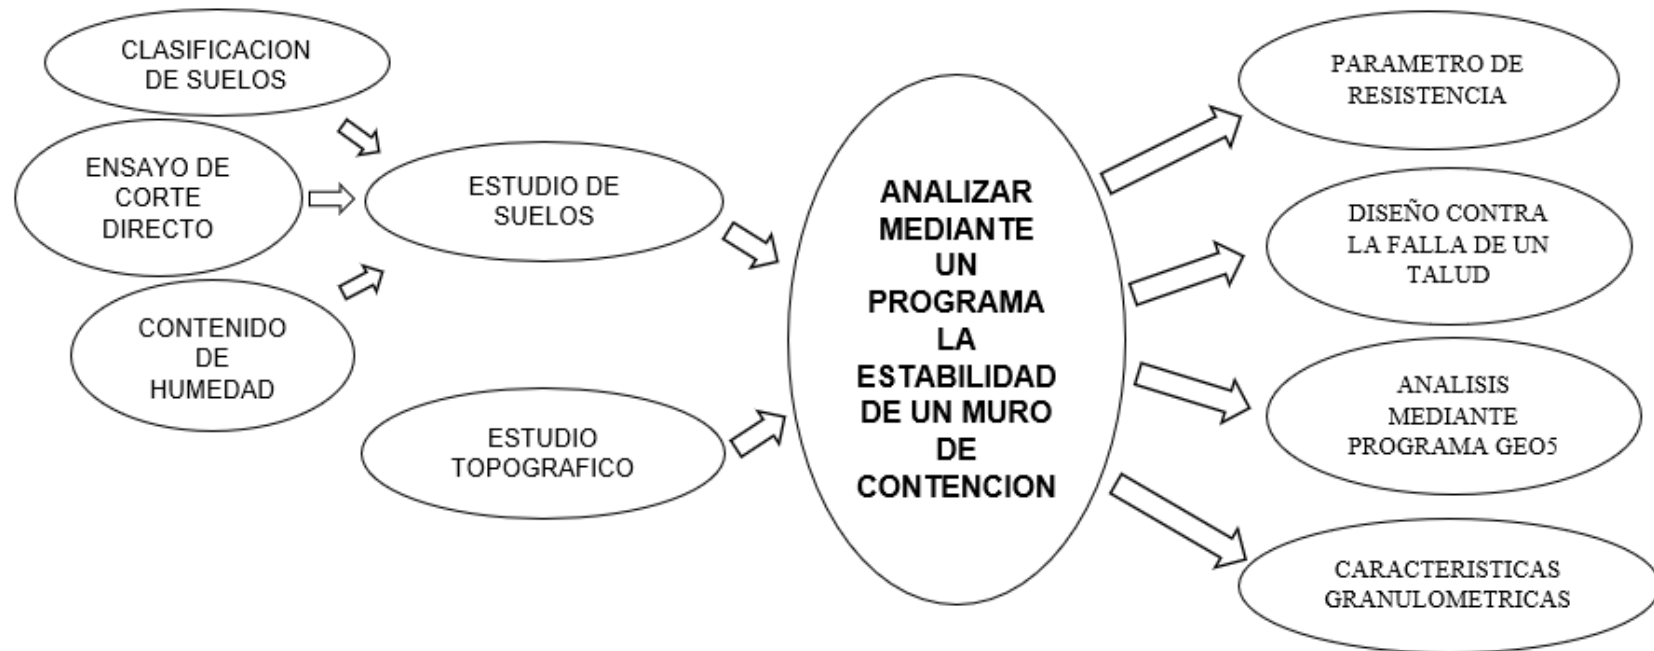 CLASIFICACION
DE SUELOS
ENSAYO DE
CORTE
DIRECTO
CONTENIDO
DE
HUMEDAD
ESTUDIO DE
SUELOS
ESTUDIO
TOPOGRAFICO
ANALIZAR
MEDIANTE
UN
PROGRAMA
LA
ESTABILIDAD
DE UN MURO
DE
CONTENCION
PARAMETRO DE
RESISTENCIA
DISEÑO CONTRA
LA FALLA DE UN
TALUD
ANALISIS
MEDIANTE
PROGRAMA GEO5
CARACTERISTICAS
GRANULOMETRICAS